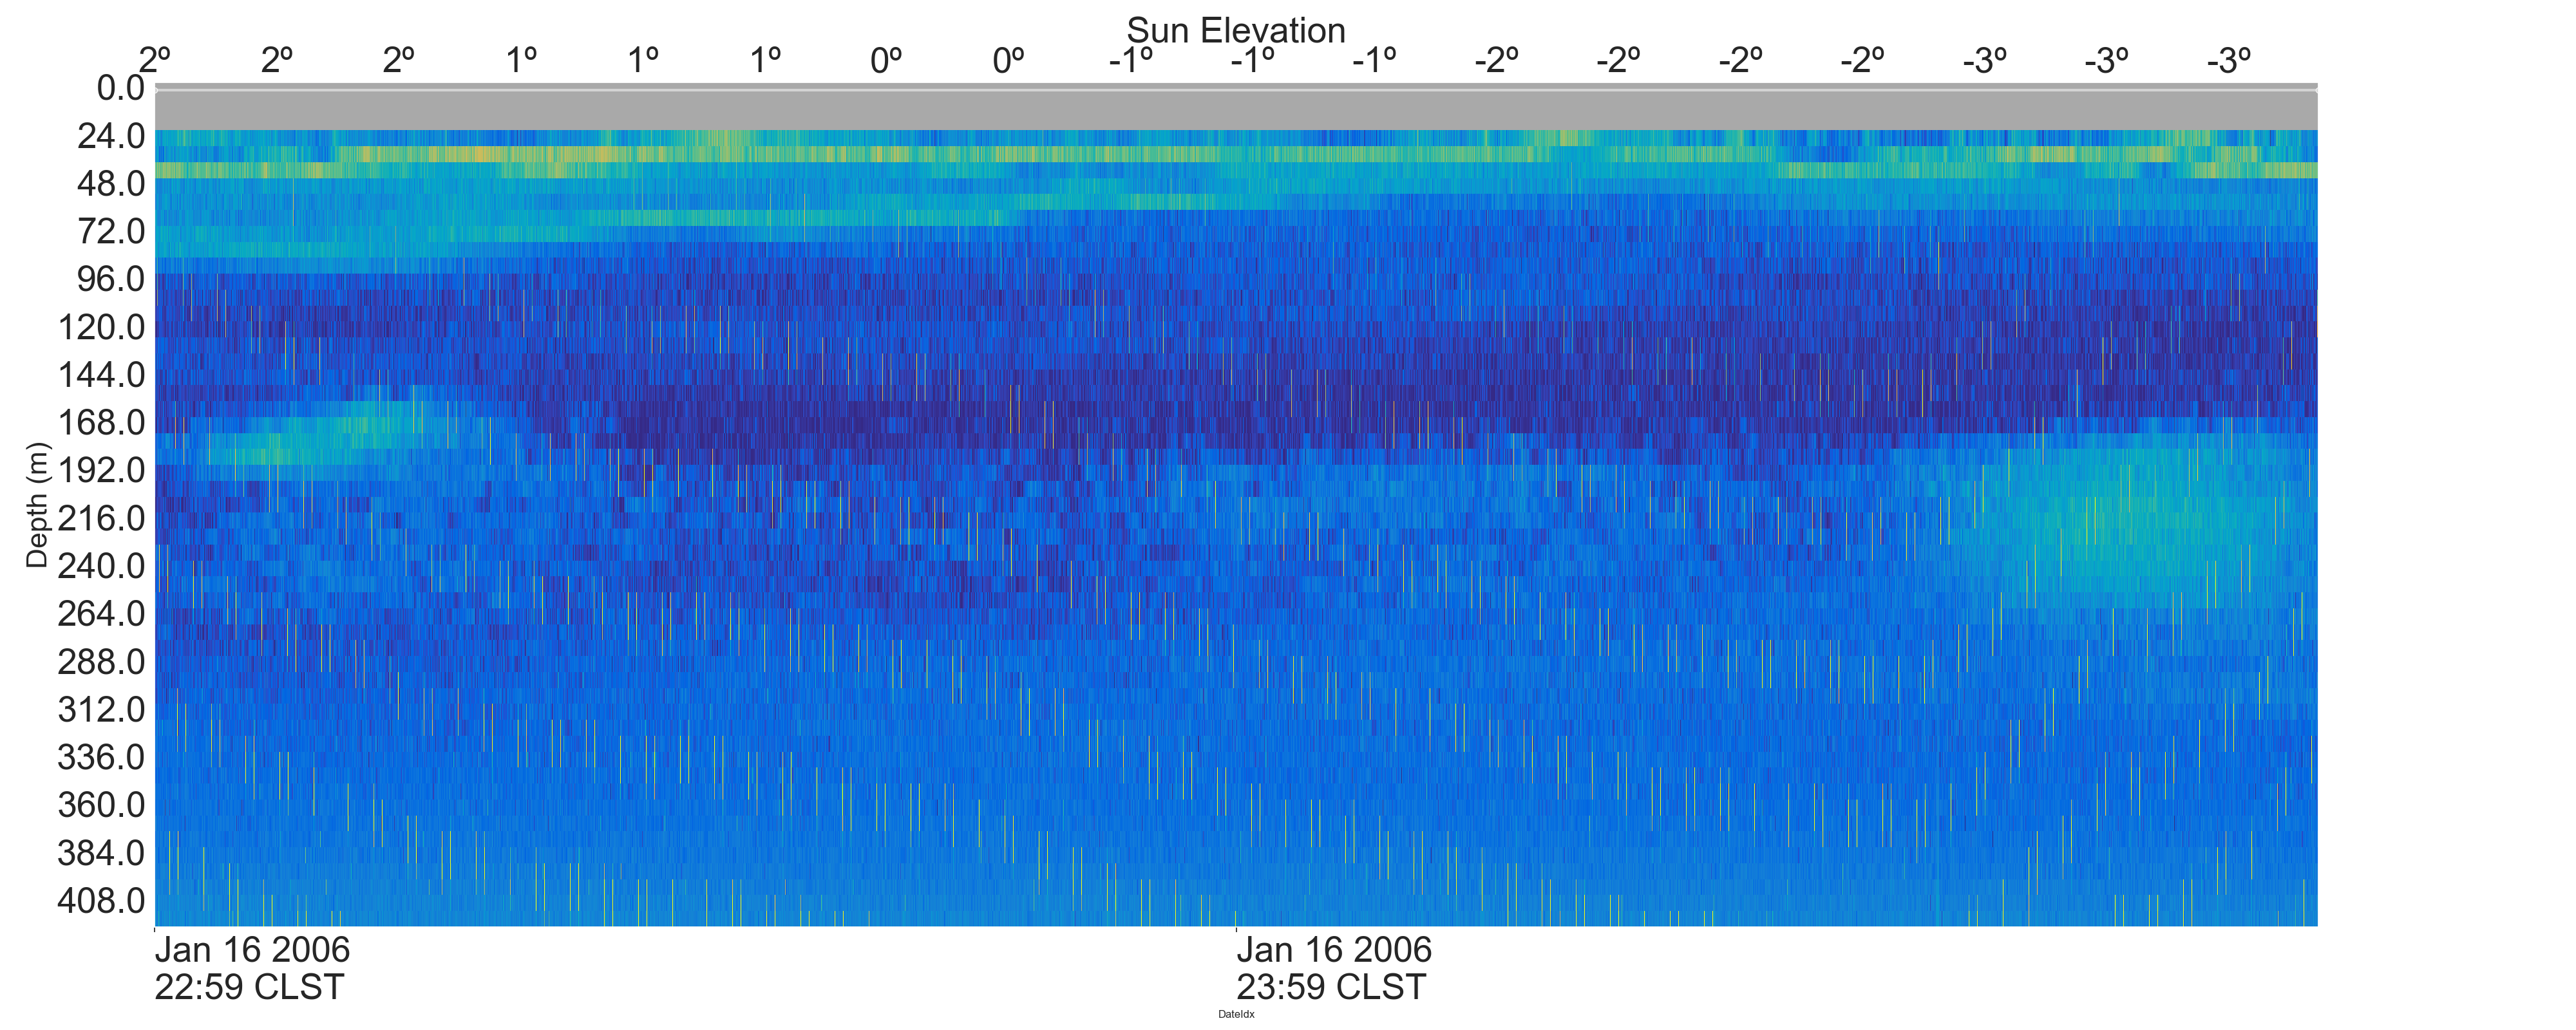 Sun Elevation
2º 2º 2º 1º 1º 1º 0º 0º -1º -1º -1º -2º -2º -2º -2º -3º -3º -3º
0.0
24.0
48.0
72.0
96.0
120.0
144.0
168.0
192.0
216.0
240.0
264.0
288.0
312.0
336.0
360.0
384.0
408.0
Depth (m)
Jan 16 2006
22:59 CLST
Jan 16 2006
23:59 CLST
DateIdx